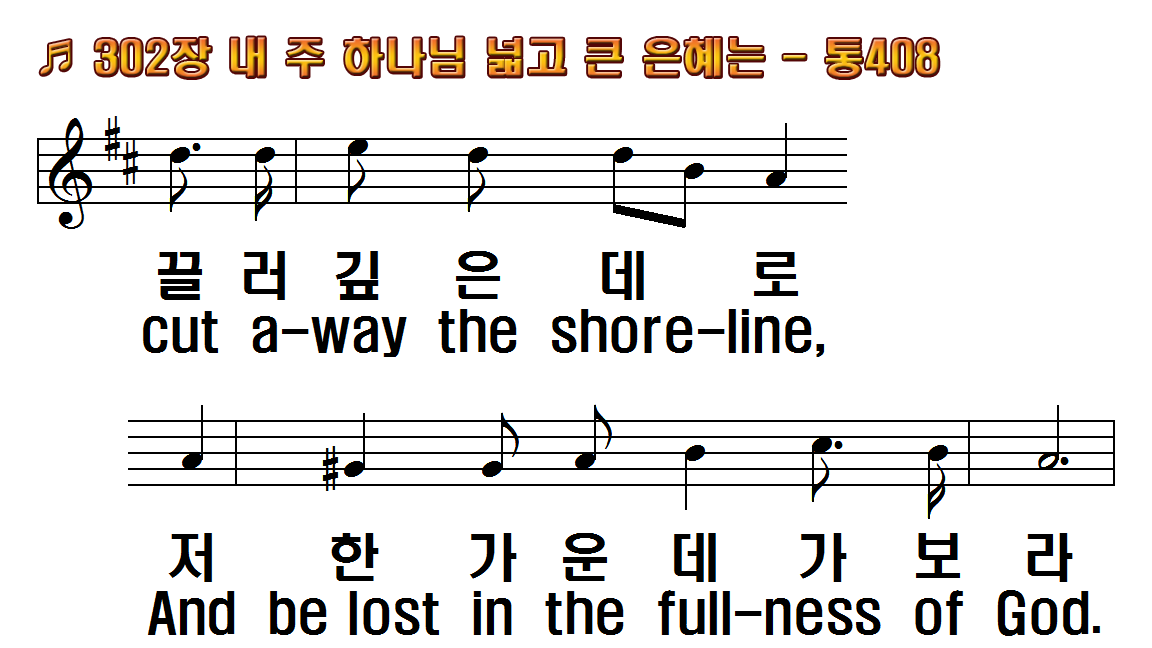 ♬ 302장 내 주 하나님 넓고 큰 은혜는 - 통408
끌 러 깊 은 데 로
cut a-way the shore-line,
저 한 가 운 데 가 보 라
And be lost in the full-ness of God.